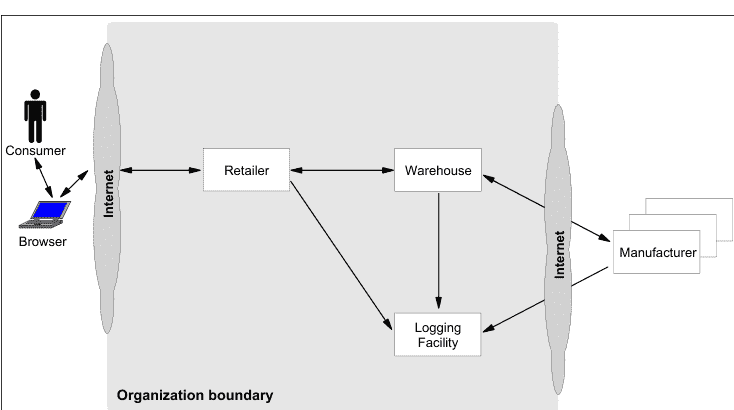 Consumer
Browser
Internet
Retailer
Warehouse
Logging
Facility
Internet
Manufacturer
Organization boundary